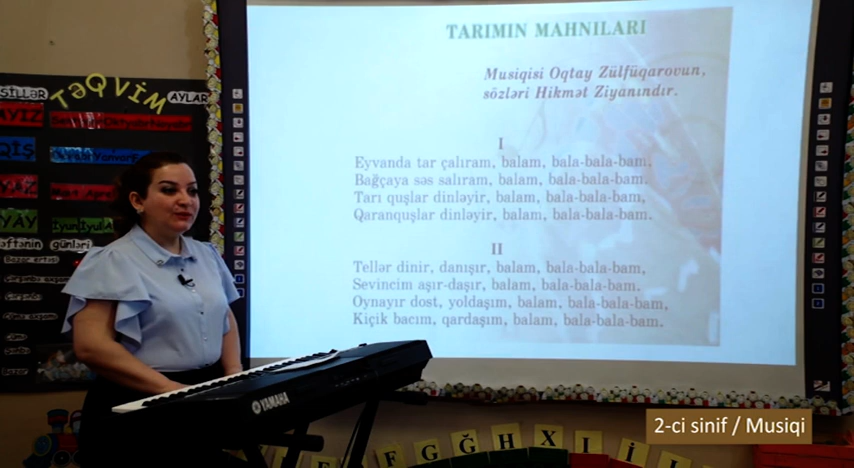 TƏQVİM
AYLAR
QIŞ
YAY
günləri
TARIMIN MAHNILARI
Musiqisi Oqtay Zülfüqarovun,
sözləri Hikmət Ziyanındır.
I
Eyvanda tar çalıram, balam, bala-bala-bam.
Bağçaya səs salıram, balam, bala-bala-bam.
Tarı quşlar dinləyir, balam, bala-bala-bam,
Qaranquşlar dinləyir, balam, bala-bala-bam.
II
Tellər dinir, danışır, balam, bala-bala-bam,
Sevincim aşır-daşır, balam, bala-bala-bam.
Oynayır dost, yoldaşım, balam, bala-bala-bam,
Kiçik bacım, qardaşım, balam, bala-bala-bam.
YAMAHA
F G Ğ H X I İ
2-ci sinif / Musiqi